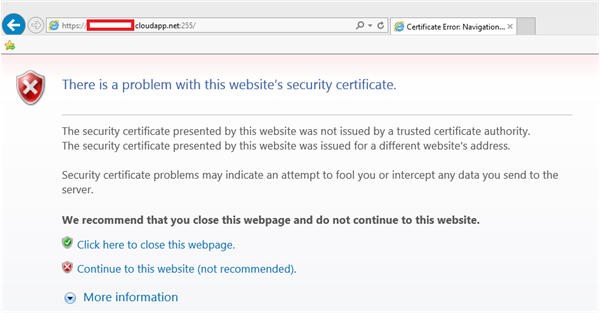 https://
cloudapp.net:255/
Certificate Error: Navigation...
There is a problem with this website's security certificate.
The security certificate presented by this website was not issued by a trusted certificate authority.
The security certificate presented by this website was issued for a different website's address.
Security certificate problems may indicate an attempt to fool you or intercept any data you send to the
server.
We recommend that you close this webpage and do not continue to this website.
Click here to close this webpage.
Continue to this website (not recommended).
More information